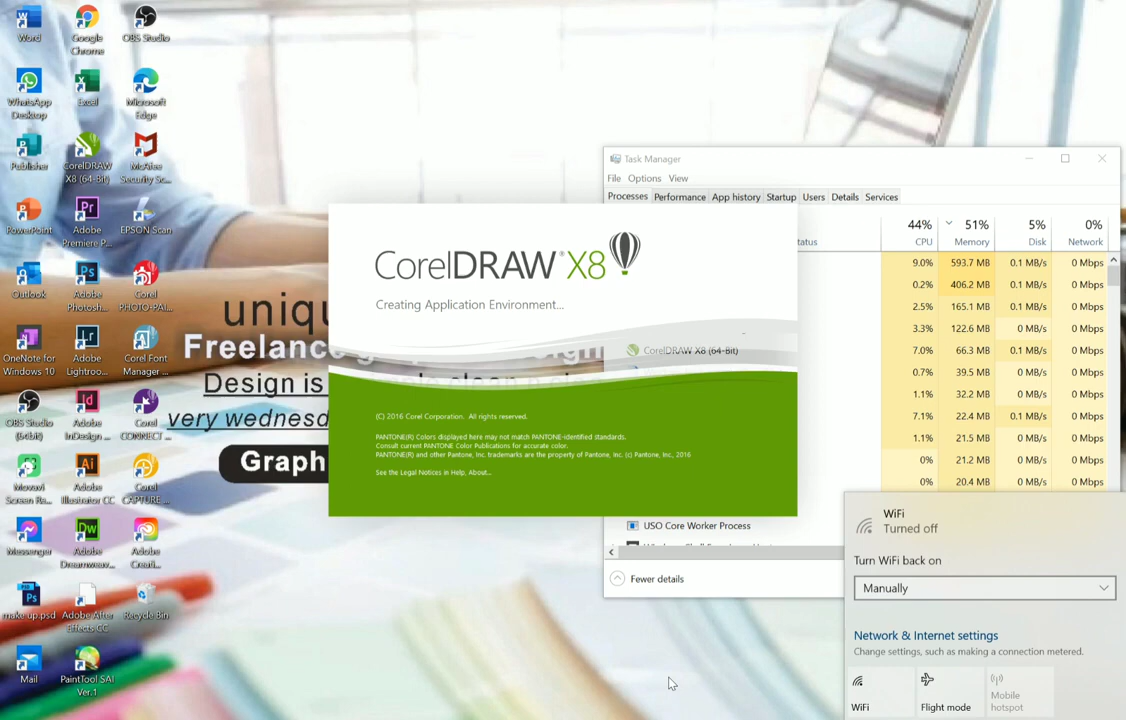 Word
Google
Chrome
OBS Studio
WhatsApp
Desktop
Excel
Microsoft
Edge
Publisher
CorelDRAW
X8 (64-Bit)
McAfee
Security Sc...
PowerPoint
Adobe
Premiere P...
EPSON Scan
Outlook
Adobe
Photosh...
Corel
PHOTO-PAI...
OneNote for
Windows 10
Adobe
Lightroo...
Corel Font
Manager ...
OBS Studio
(64bit)
Adobe
InDesign ...
Corel
CONNECT ...
Movavi
Screen Re...
Adobe
Illustrator CC
Corel
CAPTURE...
Messenger
Adobe
Dreamweav...
Adobe
Creati...
make up.psd
Adobe After
Effects CC
Recycle Bin
Mail
PaintTool SAI
Ver.1
uniq
Freelance
Design is
very wednesd
Graph
CorelDRAW® X8
Creating Application Environment...
CorelDRAW X8 (64-Bit)
(C) 2016 Corel Corporation. All rights reserved.
PANTONE(R) Colors displayed here may not match PANTONE-identified standards.
Consult current PANTONE Color Publications for accurate color.
PANTONE(R) and other Pantone, Inc. trademarks are the property of Pantone, Inc. (c) Pantone, Inc., 2016
See the Legal Notices in Help, About...
Task Manager
File Options View
Processes Performance App history Startup Users Details Services
tatus
44% 51% 5% 0%
CPU Memory Disk Network
9.0% 593.7 MB 0.1 MB/s 0 Mbps
0.2% 406.2 MB 0.1 MB/s 0 Mbps
2.5% 165.1 MB 0.1 MB/s 0 Mbps
3.3% 122.6 MB 0 MB/s 0 Mbps
7.0% 66.3 MB 0.1 MB/s 0 Mbps
0.7% 39.5 MB 0 MB/s 0 Mbps
1.1% 32.2 MB 0 MB/s 0 Mbps
7.1% 22.4 MB 0.1 MB/s 0 Mbps
1.1% 21.5 MB 0 MB/s 0 Mbps
0% 21.2 MB 0 MB/s 0 Mbps
0% 20.4 MB 0 MB/s 0 Mbps
USO Core Worker Process
Fewer details
WiFi
Turned off
Turn WiFi back on
Manually
Network & Internet settings
Change settings, such as making a connection metered.
WiFi
Flight mode
Mobile
hotspot